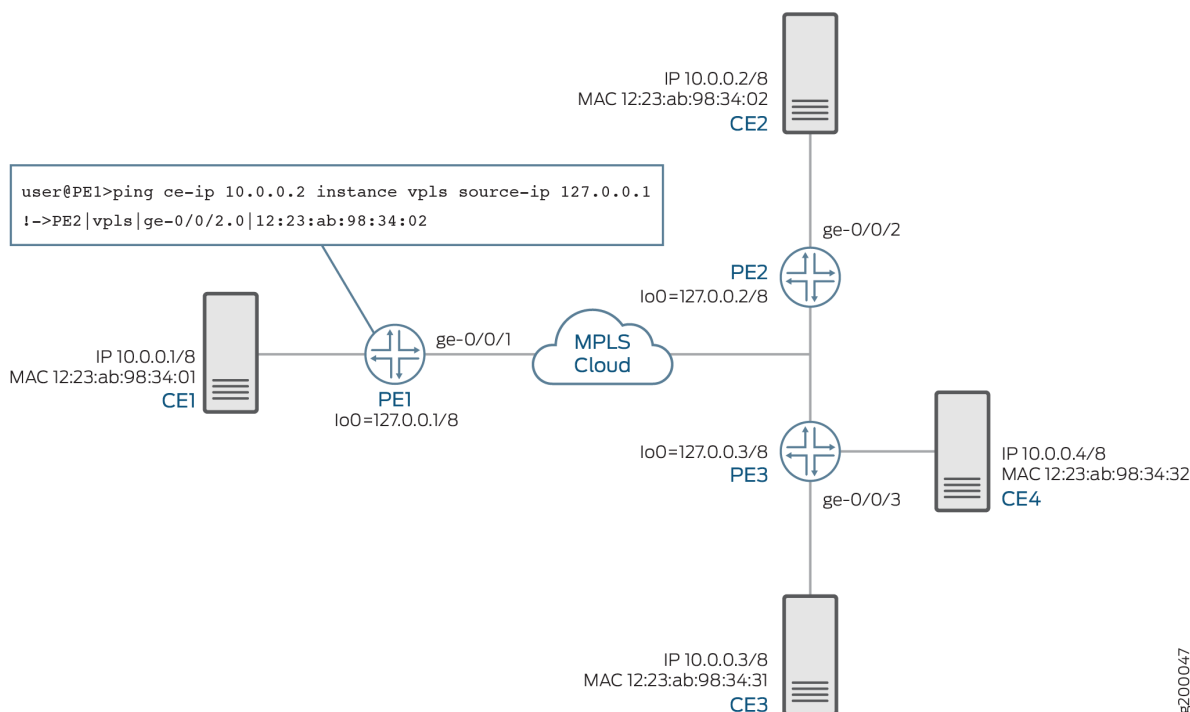 IP 10.0.0.2/8
MAC 12:23:ab:98:34:02
CE2
user@PE1>ping ce-ip 10.0.0.2 instance vpls source-ip 127.0.0.1
!->PE2|vpls|ge-0/0/2.0|12:23:ab:98:34:02
ge-0/0/2
PE2
lo0=127.0.0.2/8
ge-0/0/1
MPLS
Cloud
IP 10.0.0.1/8
MAC 12:23:ab:98:34:01
CE1
PE1
lo0=127.0.0.1/8
lo0=127.0.0.3/8
PE3
ge-0/0/3
IP 10.0.0.4/8
MAC 12:23:ab:98:34:32
CE4
IP 10.0.0.3/8
MAC 12:23:ab:98:34:31
CE3
g200047